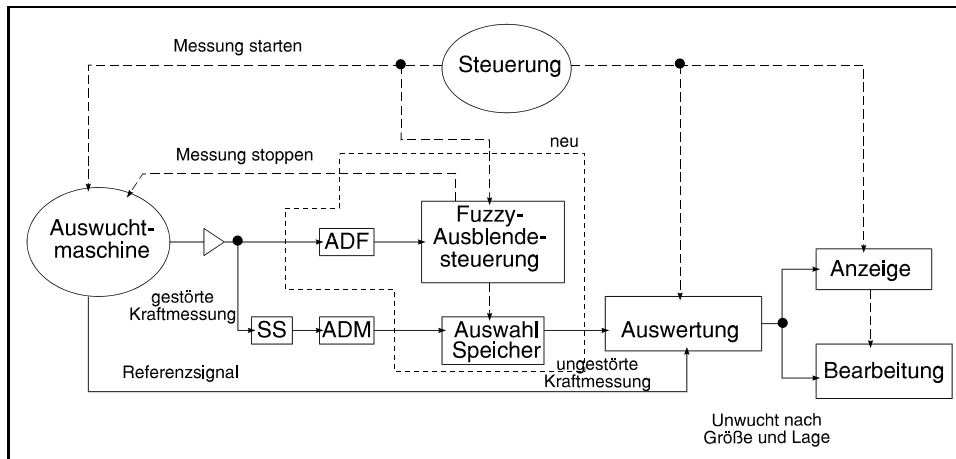 Messung starten
Steuerung
neu
Messung stoppen
Auswucht-
maschine
ADF
Fuzzy-
Ausblende-
steuerung
Anzeige
gestörte
Kraftmessung
SS
ADM
Auswahl
Speicher
Auswertung
Referenzsignal
ungestörte
Kraftmessung
Bearbeitung
Unwucht nach
Größe und Lage